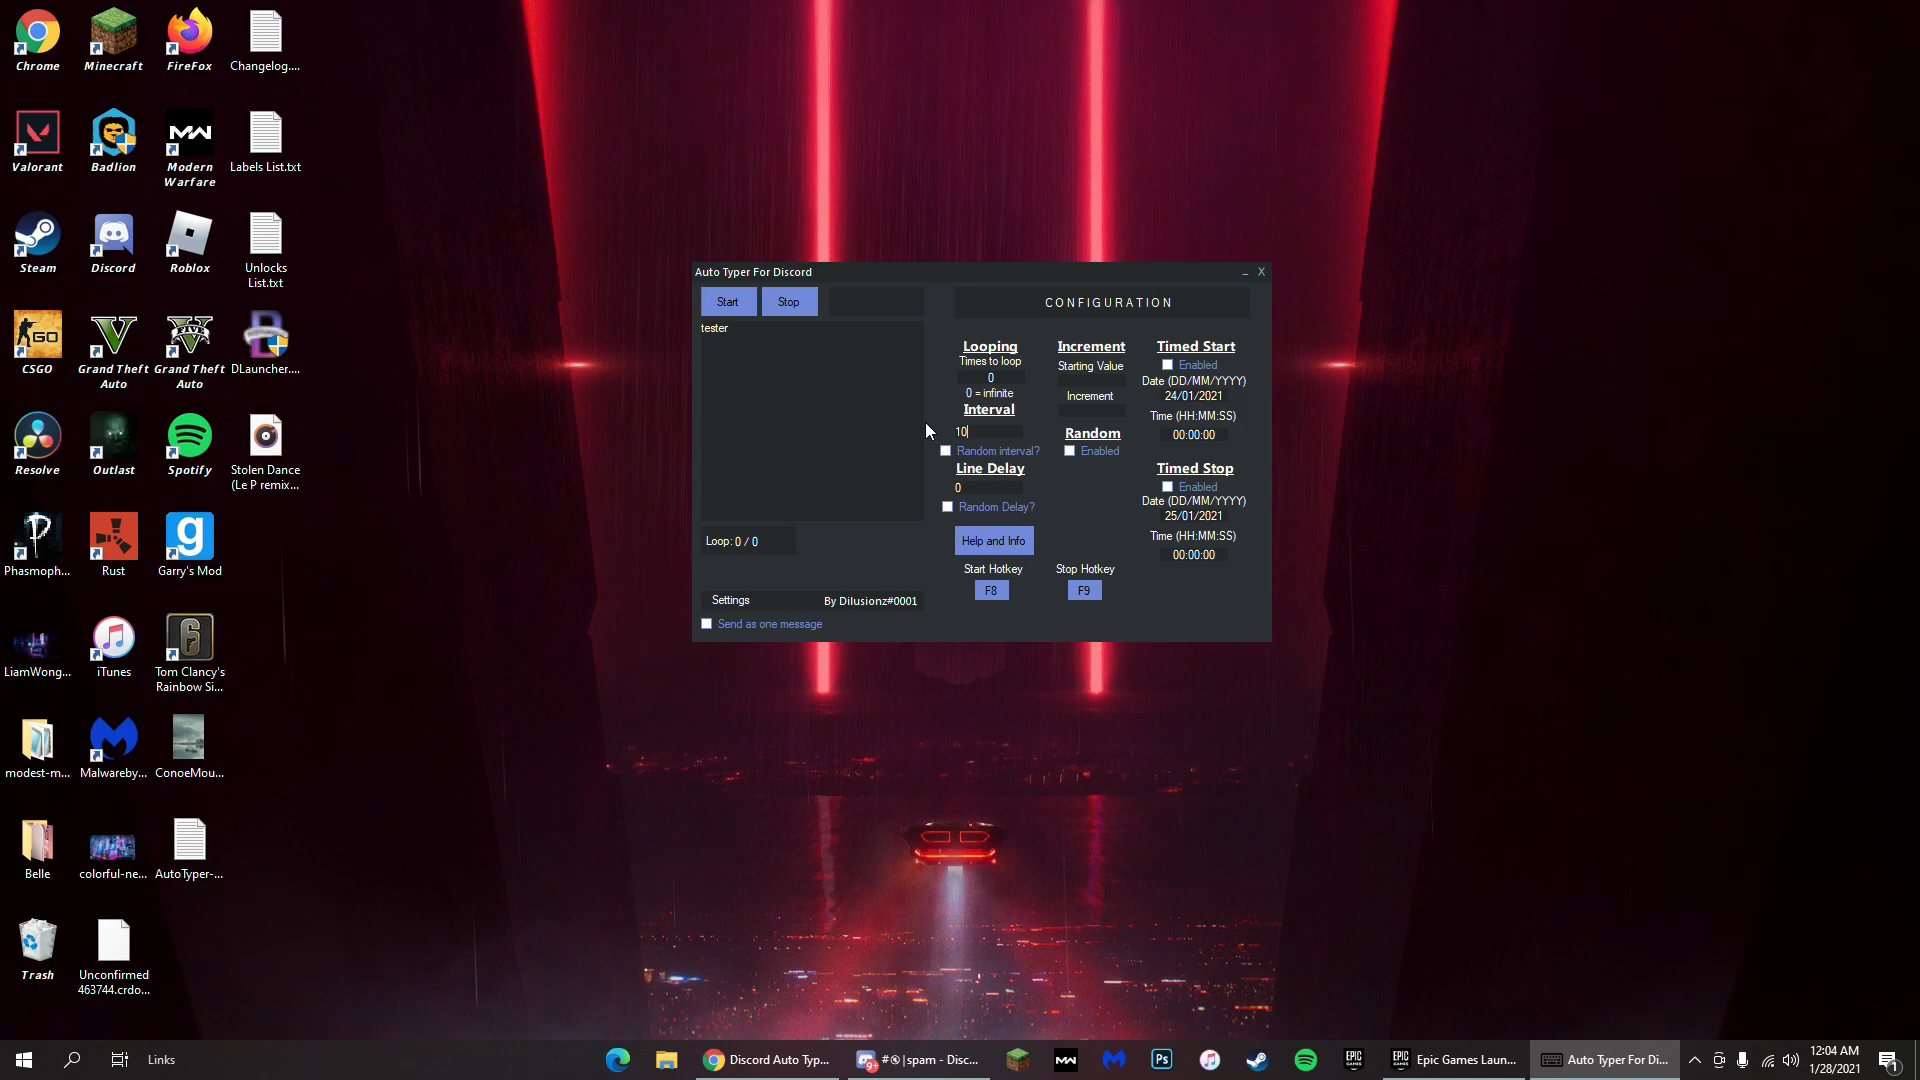 Chrome
Minecraft
FireFox
Changelog....
Valorant
Badlion
Modern
Warfare
Labels List.txt
Steam
Discord
Roblox
Unlocks
List.txt
CSGO
Grand Theft
Auto
Grand Theft
Auto
DLauncher....
Resolve
Outlast
Spotify
Stolen Dance
(Le P remix...
Phasmoph...
Rust
Garry's Mod
LiamWong...
iTunes
Tom Clancy's
Rainbow Si...
modest-m...
Malwareby...
ConoeMou...
Belle
colorful-ne...
AutoTyper-...
Trash
Unconfirmed
463744.crdo...
Auto Typer For Discord
_ X
Start
Stop
CONFIGURATION
tester
Looping
Times to loop
0
0 = infinite
Interval
10
Random interval?
Line Delay
0
Random Delay?
Increment
Starting Value
Increment
Random
Enabled
Timed Start
Enabled
Date (DD/MM/YYYY)
24/01/2021
Time (HH:MM:SS)
00:00:00
Timed Stop
Enabled
Date (DD/MM/YYYY)
25/01/2021
Time (HH:MM:SS)
00:00:00
Loop: 0 / 0
Help and Info
Start Hotkey
F8
Stop Hotkey
F9
Settings
By Dilusionz#0001
Send as one message
Links
Discord Auto Typ...
9+
#🔇|spam - Disc...
MW
Ps
EPIC
GAMES
EPIC
GAMES
Epic Games Laun...
Auto Typer For Di...
12:04 AM
1/28/2021
1